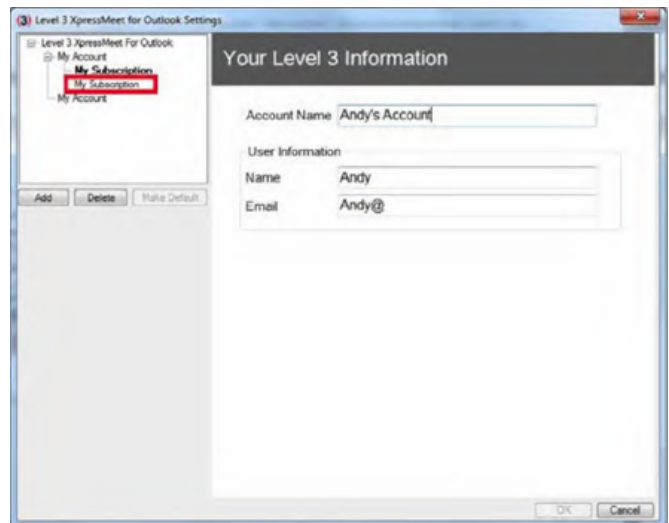 (3) Level 3 XpressMeet for Outlook Settings
Level 3 XpressMeet For Outlook
My Account
My Subscription
My Subscription
My Account
Add Delete Make Default
Your Level 3 Information
Account Name Andy's Account
User Information
Name Andy
Email Andy@
OK Cancel